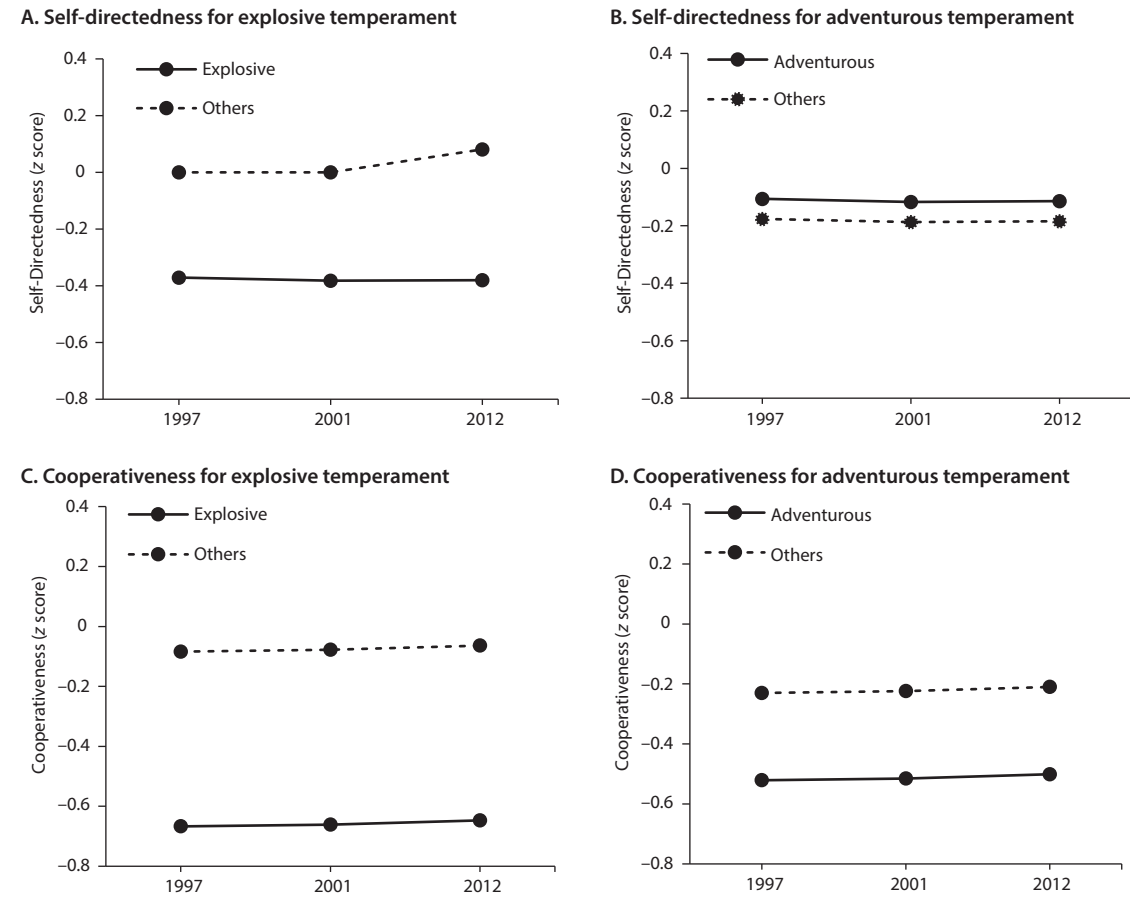 A. Self-directedness for explosive temperament
0.4
0.2
0
–0.2
–0.4
–0.6
–0.8
Self-Directedness (z score)
Explosive
Others
1997 2001 2012
B. Self-directedness for adventurous temperament
0.4
0.2
0
–0.2
–0.4
–0.6
–0.8
Self-Directedness (z score)
Adventurous
Others
1997 2001 2012
C. Cooperativeness for explosive temperament
0.4
0.2
0
–0.2
–0.4
–0.6
–0.8
Cooperativeness (z score)
Explosive
Others
1997 2001 2012
D. Cooperativeness for adventurous temperament
0.4
0.2
0
–0.2
–0.4
–0.6
–0.8
Cooperativeness (z score)
Adventurous
Others
1997 2001 2012